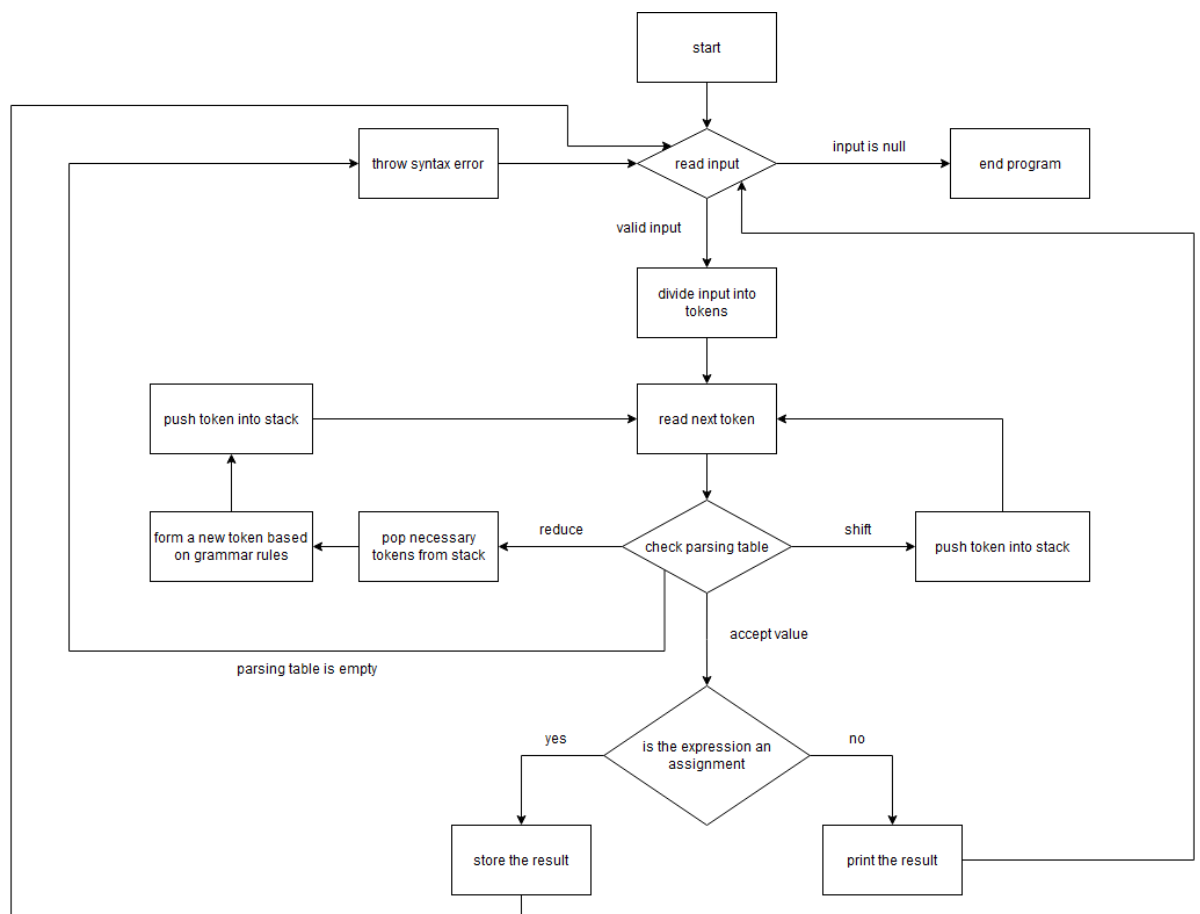 start
throw syntax error
read input
input is null
end program
valid input
divide input into
tokens
push token into stack
read next token
form a new token based
on grammar rules
pop necessary
tokens from stack
reduce
check parsing table
shift
push token into stack
accept value
parsing table is empty
yes
is the expression an
assignment
no
store the result
print the result